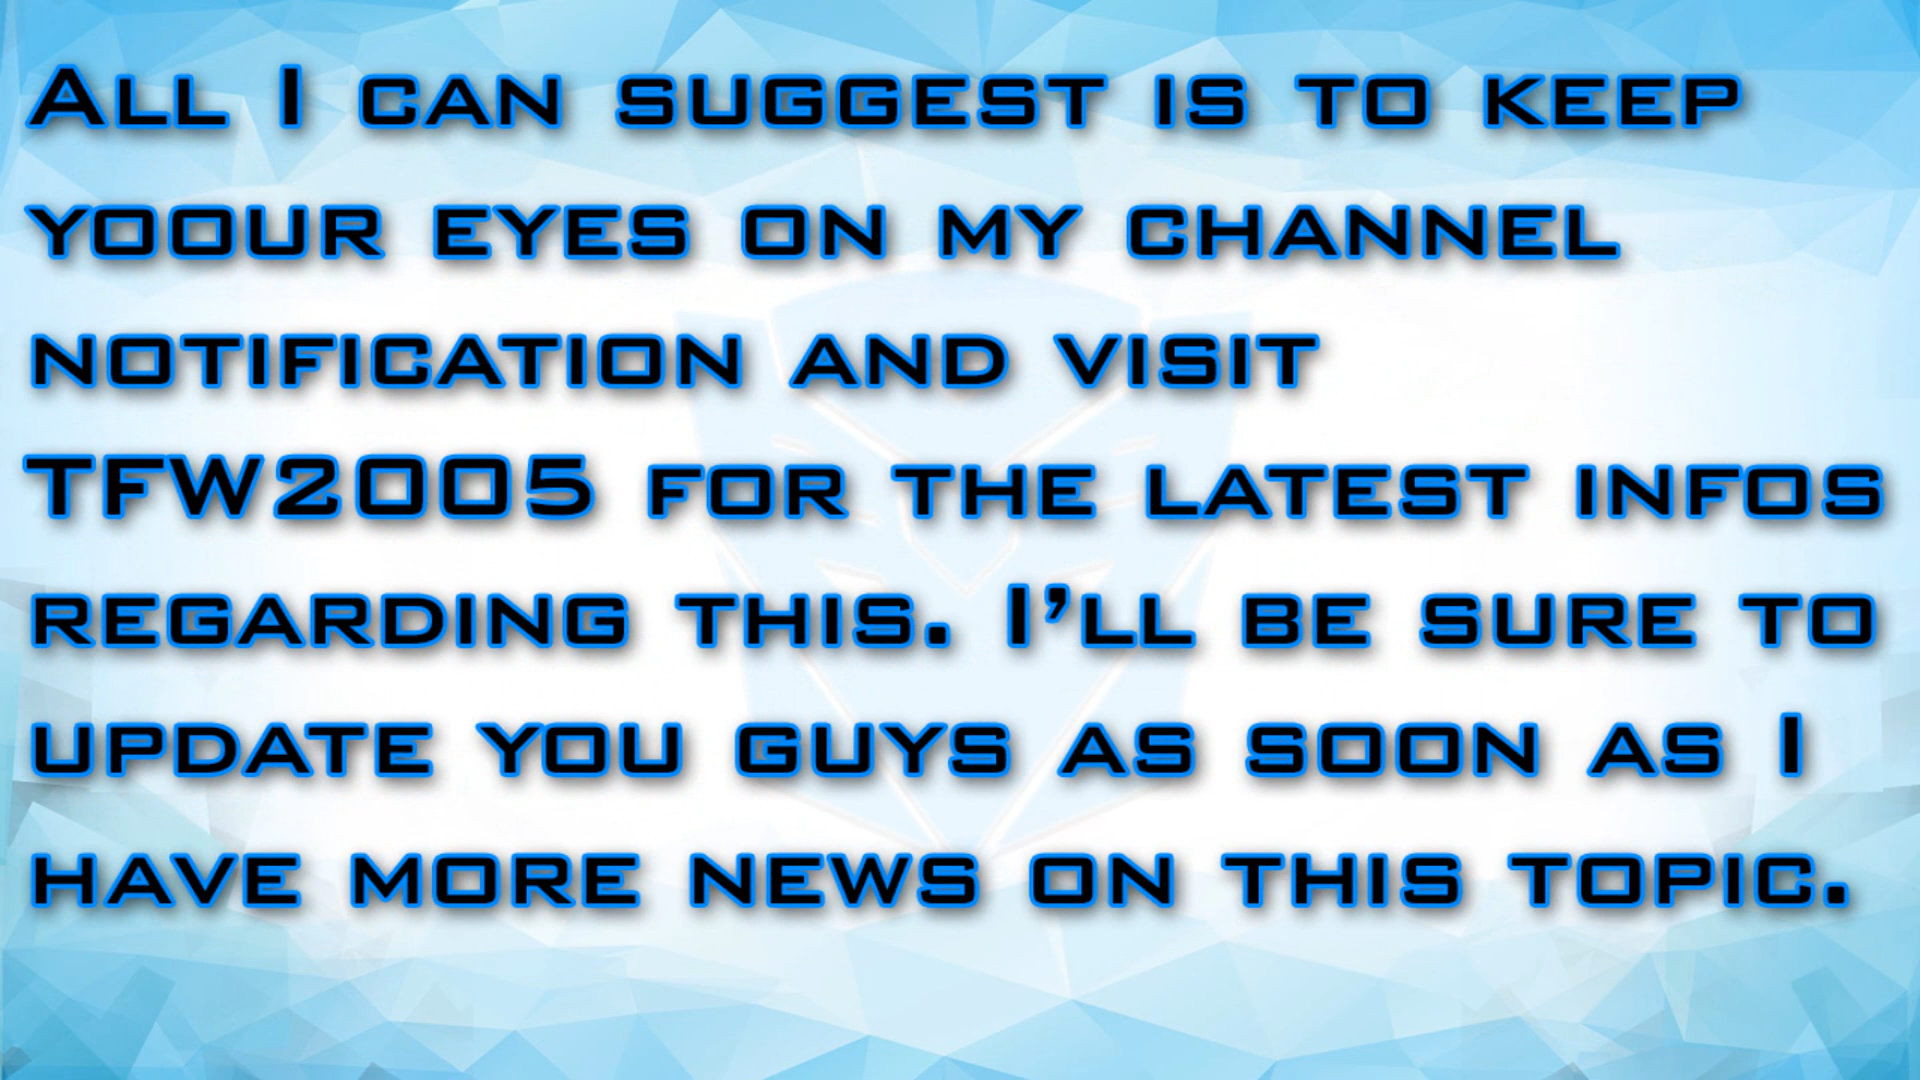 All I can suggest is to keep
yoour eyes on my channel
notification and visit
TFW2005 for the latest infos
regarding this. I'll be sure to
update you guys as soon as I
have more news on this topic.